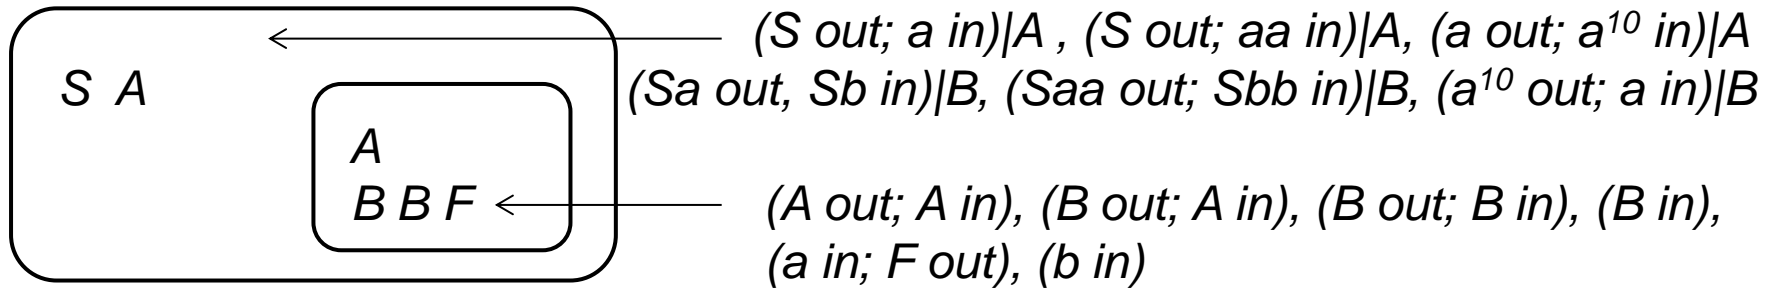 (S out; a in)|A , (S out; aa in)|A, (a out; a¹⁰ in)|A
S A
(Sa out, Sb in)|B, (Saa out; Sbb in)|B, (a¹⁰ out; a in)|B
A
B B F
(A out; A in), (B out; A in), (B out; B in), (B in),
(a in; F out), (b in)